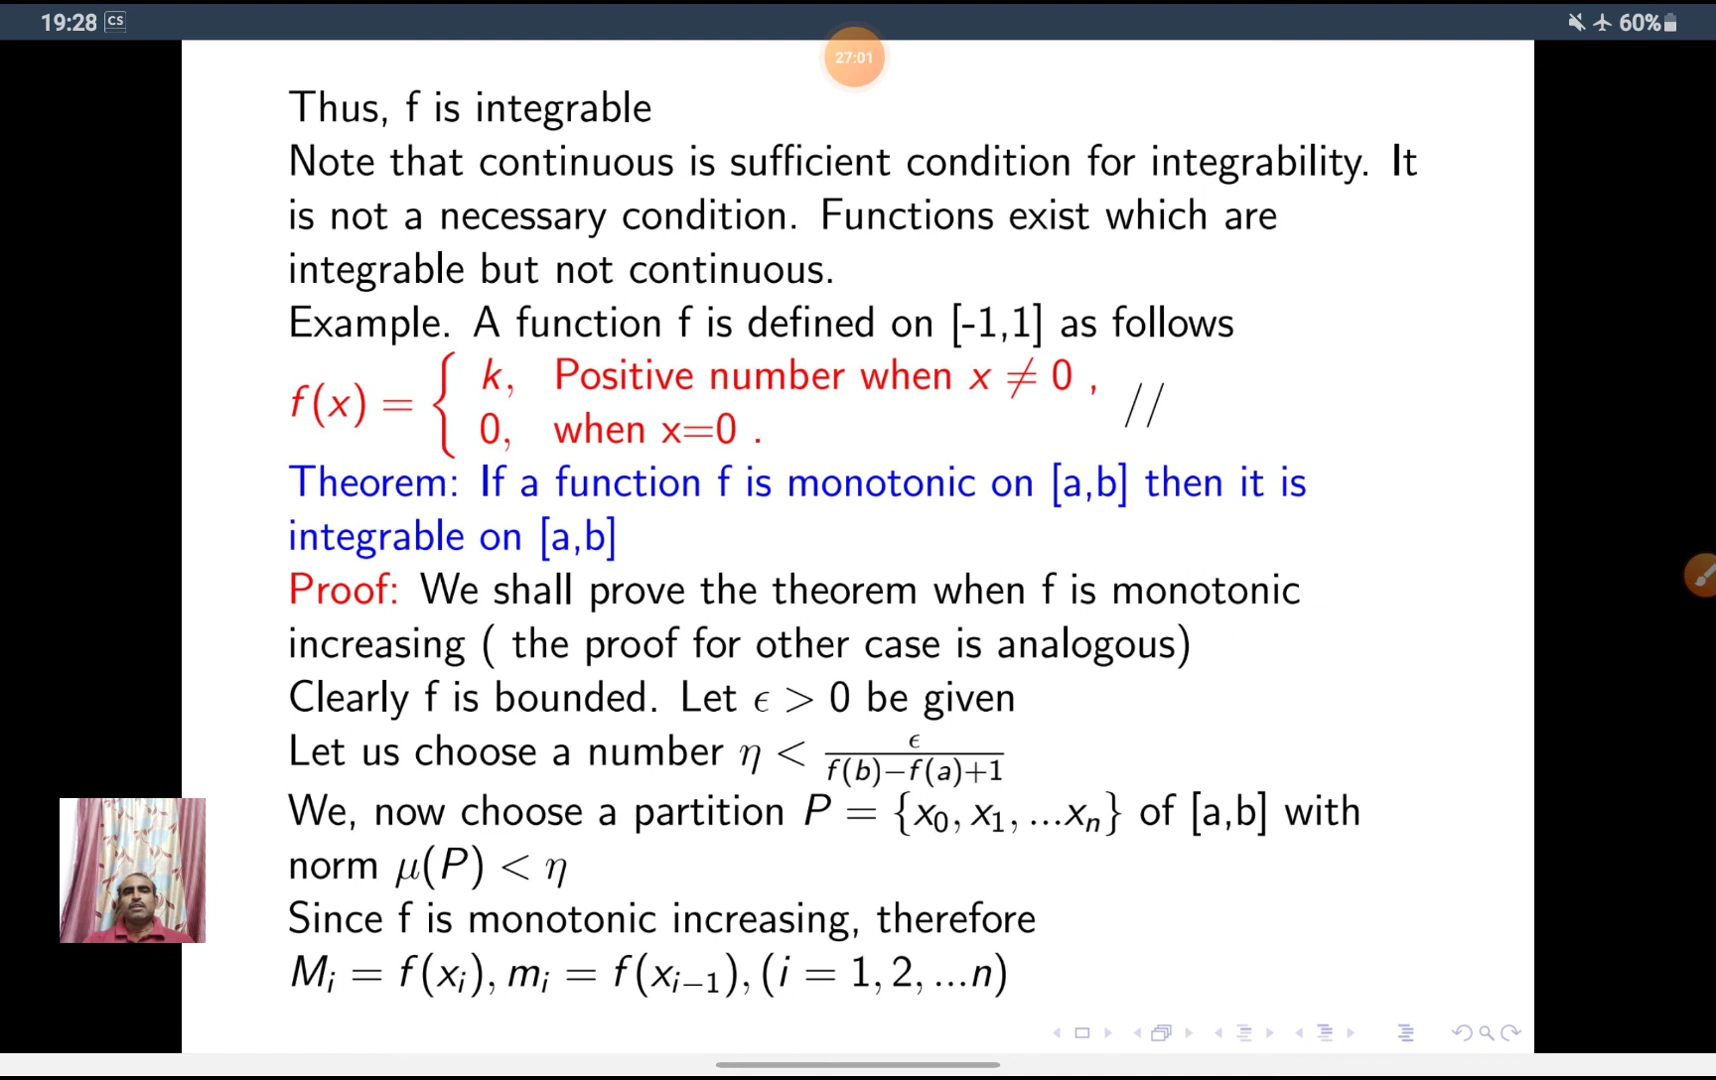 19:28 CS 60%
27:01
Thus, f is integrable
Note that continuous is sufficient condition for integrability. It
is not a necessary condition. Functions exist which are
integrable but not continuous.
Example. A function f is defined on [-1,1] as follows
f(x) = { k, Positive number when x ≠ 0 ,
0, when x=0 . //
Theorem: If a function f is monotonic on [a,b] then it is
integrable on [a,b]
Proof: We shall prove the theorem when f is monotonic
increasing ( the proof for other case is analogous)
Clearly f is bounded. Let ϵ > 0 be given
Let us choose a number η < ϵ/(f(b)−f(a)+1)
We, now choose a partition P = {x₀, x₁, ...xₙ} of [a,b] with
norm μ(P) < η
Since f is monotonic increasing, therefore
Mᵢ = f(xᵢ), mᵢ = f(xᵢ₋₁), (i = 1, 2, ...n)